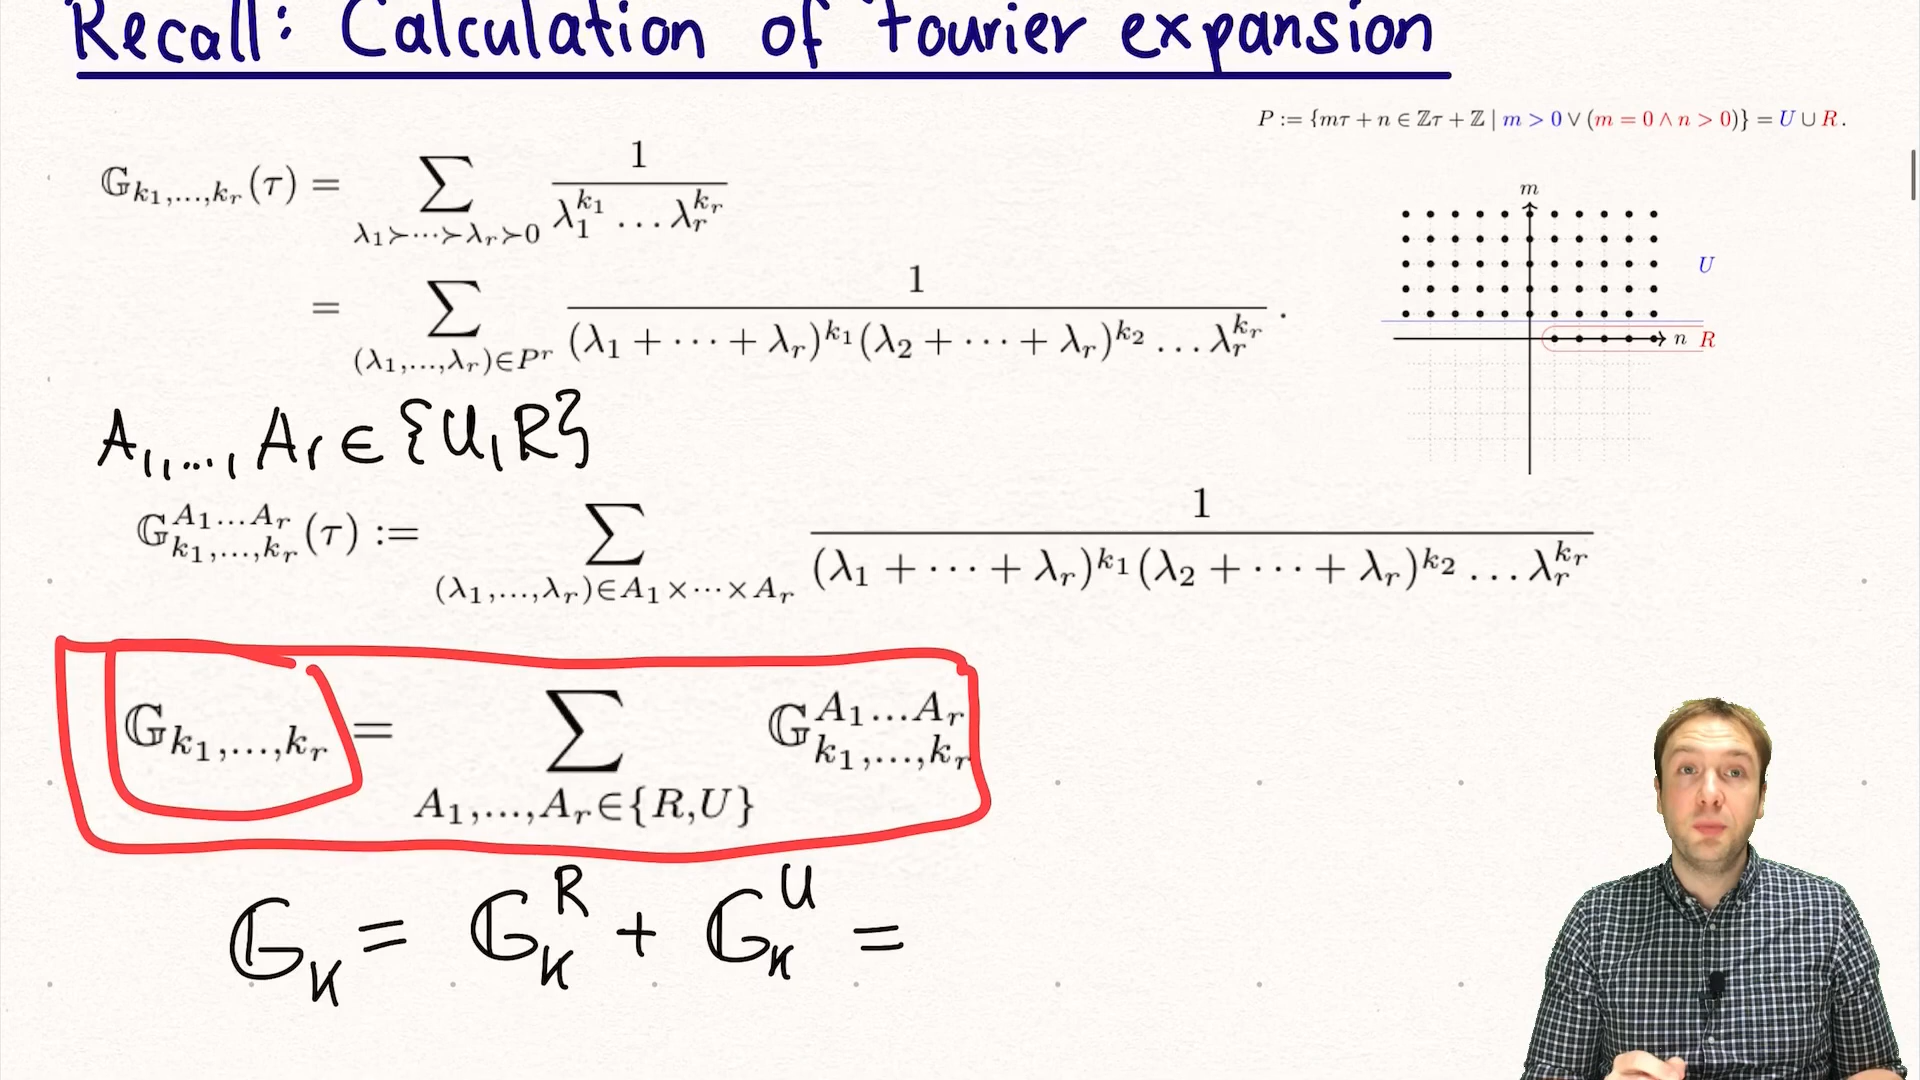 Recall: Calculation of Fourier expansion
P := {mτ + n ∈ ℤτ + ℤ | m > 0 ∨ (m = 0 ∧ n > 0)} = U ∪ R.
𝔾_{k_1,...,k_r}(τ) = ∑_{λ_1≻···≻λ_r≻0} 1 / (λ_1^{k_1} ... λ_r^{k_r})
= ∑_{(λ_1,...,λ_r)∈P^r} 1 / ((λ_1 + ··· + λ_r)^{k_1}(λ_2 + ··· + λ_r)^{k_2} ... λ_r^{k_r}) .
m
U
n R
A_1,...,A_r ∈ {U,R}
𝔾^{A_1...A_r}_{k_1,...,k_r}(τ) := ∑_{(λ_1,...,λ_r)∈A_1×···×A_r} 1 / ((λ_1 + ··· + λ_r)^{k_1}(λ_2 + ··· + λ_r)^{k_2} ... λ_r^{k_r})
𝔾_{k_1,...,k_r} = ∑_{A_1,...,A_r∈{R,U}} 𝔾^{A_1...A_r}_{k_1,...,k_r}
𝔾_k = 𝔾_k^R + 𝔾_k^U =